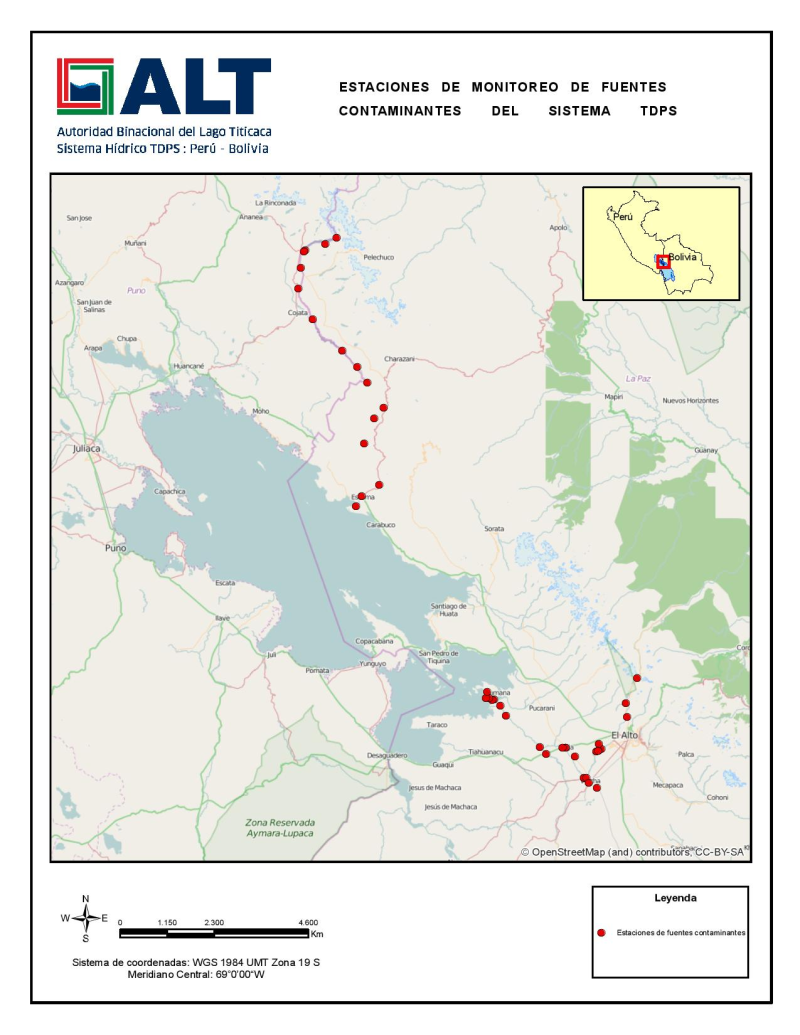 ALT
Autoridad Binacional del Lago Titicaca
Sistema Hídrico TDPS : Perú - Bolivia
ESTACIONES DE MONITOREO DE FUENTES
CONTAMINANTES DEL SISTEMA TDPS
La Rinconada
Ananea
San Jose
Muñani
Pelechuco
Apolo
Perú
Bolivia
Azangaro
Puno
San Juan de
Salinas
Cojata
Chupa
Arapa
Huancané
Charazani
La Paz
Mapiri
Nuevos Horizontes
Moho
Juliaca
Guanay
Capachica
Carabuco
Sorata
Puno
Escata
Ilave
Santiago de
Huata
Copacabana
San Pedro de
Tiquina
Juli
Yunguyo
Pomata
Pucarani
Taraco
El Alto
Desaguadero
Tiahuanacu
Guaqui
Palca
Jesus de Machaca
Mecapaca
Cohoni
Jesús de Machaca
Zona Reservada
Aymara-Lupaca
© OpenStreetMap (and) contributors, CC-BY-SA
N
W E
S
0 1.150 2.300 4.600
Km
Sistema de coordenadas: WGS 1984 UMT Zona 19 S
Meridiano Central: 69°0'00"W
Leyenda
Estaciones de fuentes contaminantes